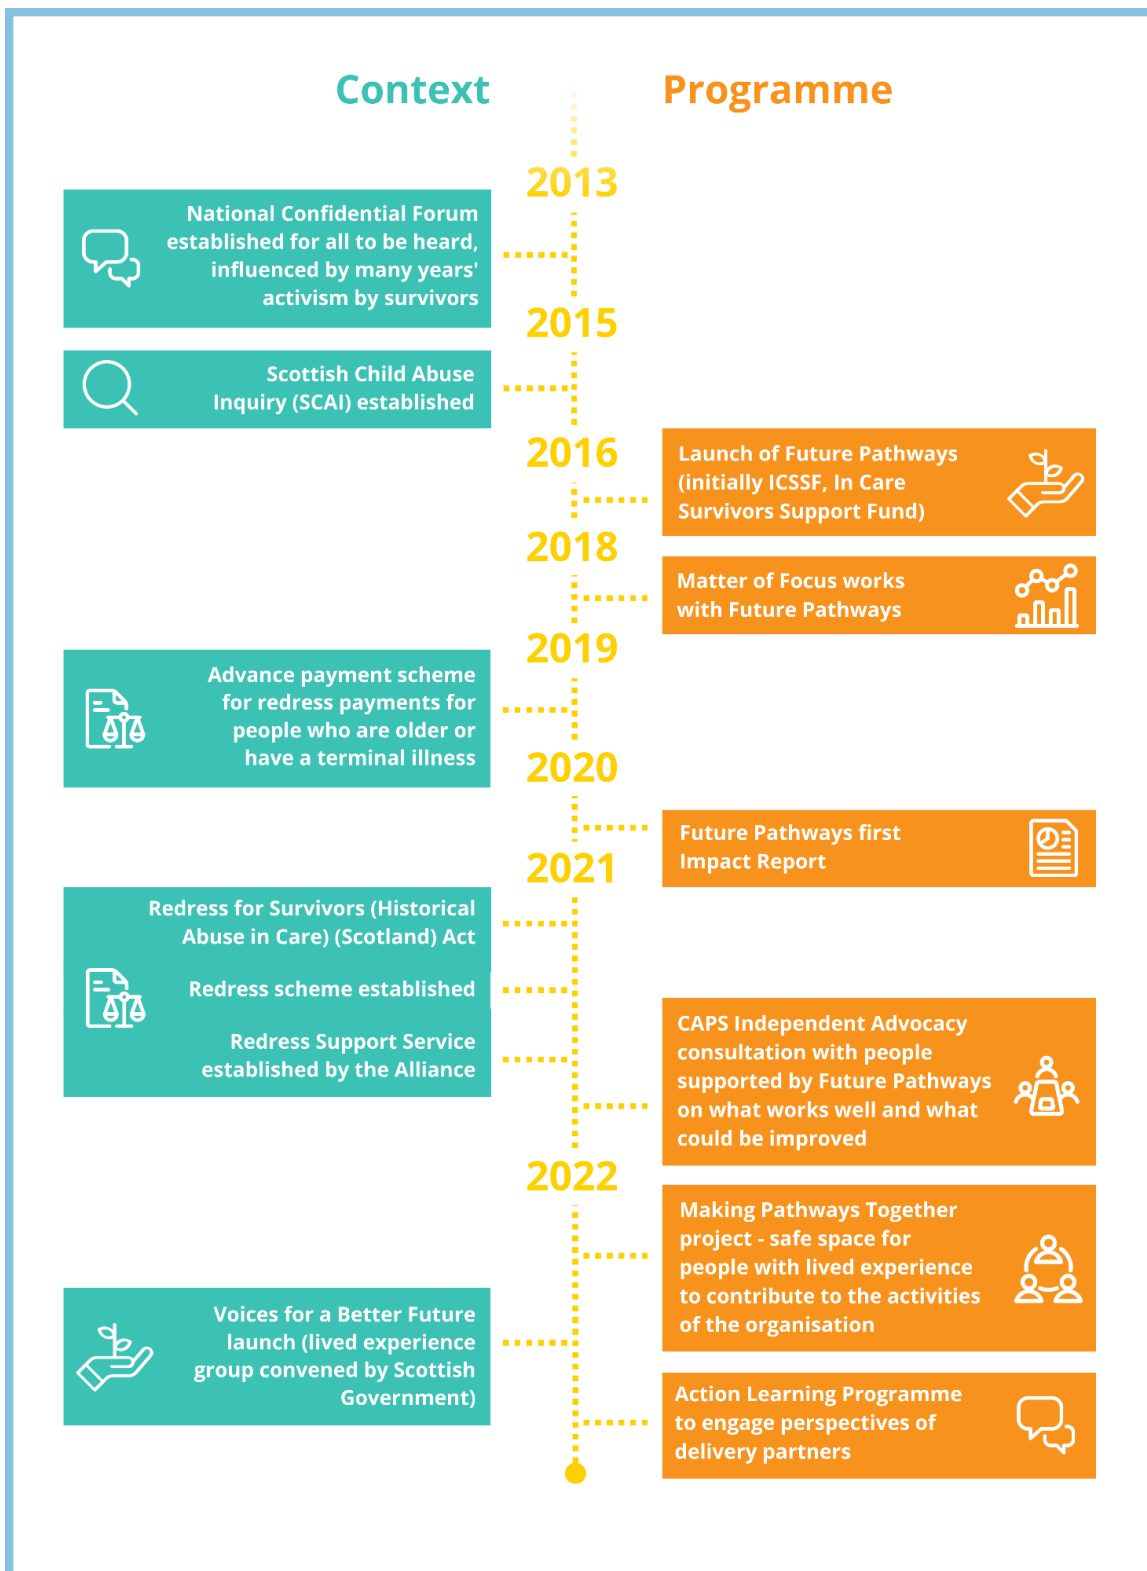 Context
Programme
2013
National Confidential Forum
established for all to be heard,
influenced by many years'
activism by survivors
2015
Scottish Child Abuse
Inquiry (SCAI) established
2016
Launch of Future Pathways
(initially ICSSF, In Care
Survivors Support Fund)
2018
Matter of Focus works
with Future Pathways
2019
Advance payment scheme
for redress payments for
people who are older or
have a terminal illness
2020
Future Pathways first
Impact Report
2021
Redress for Survivors (Historical
Abuse in Care) (Scotland) Act
Redress scheme established
Redress Support Service
established by the Alliance
CAPS Independent Advocacy
consultation with people
supported by Future Pathways
on what works well and what
could be improved
2022
Making Pathways Together
project - safe space for
people with lived experience
to contribute to the activities
of the organisation
Voices for a Better Future
launch (lived experience
group convened by Scottish
Government)
Action Learning Programme
to engage perspectives of
delivery partners